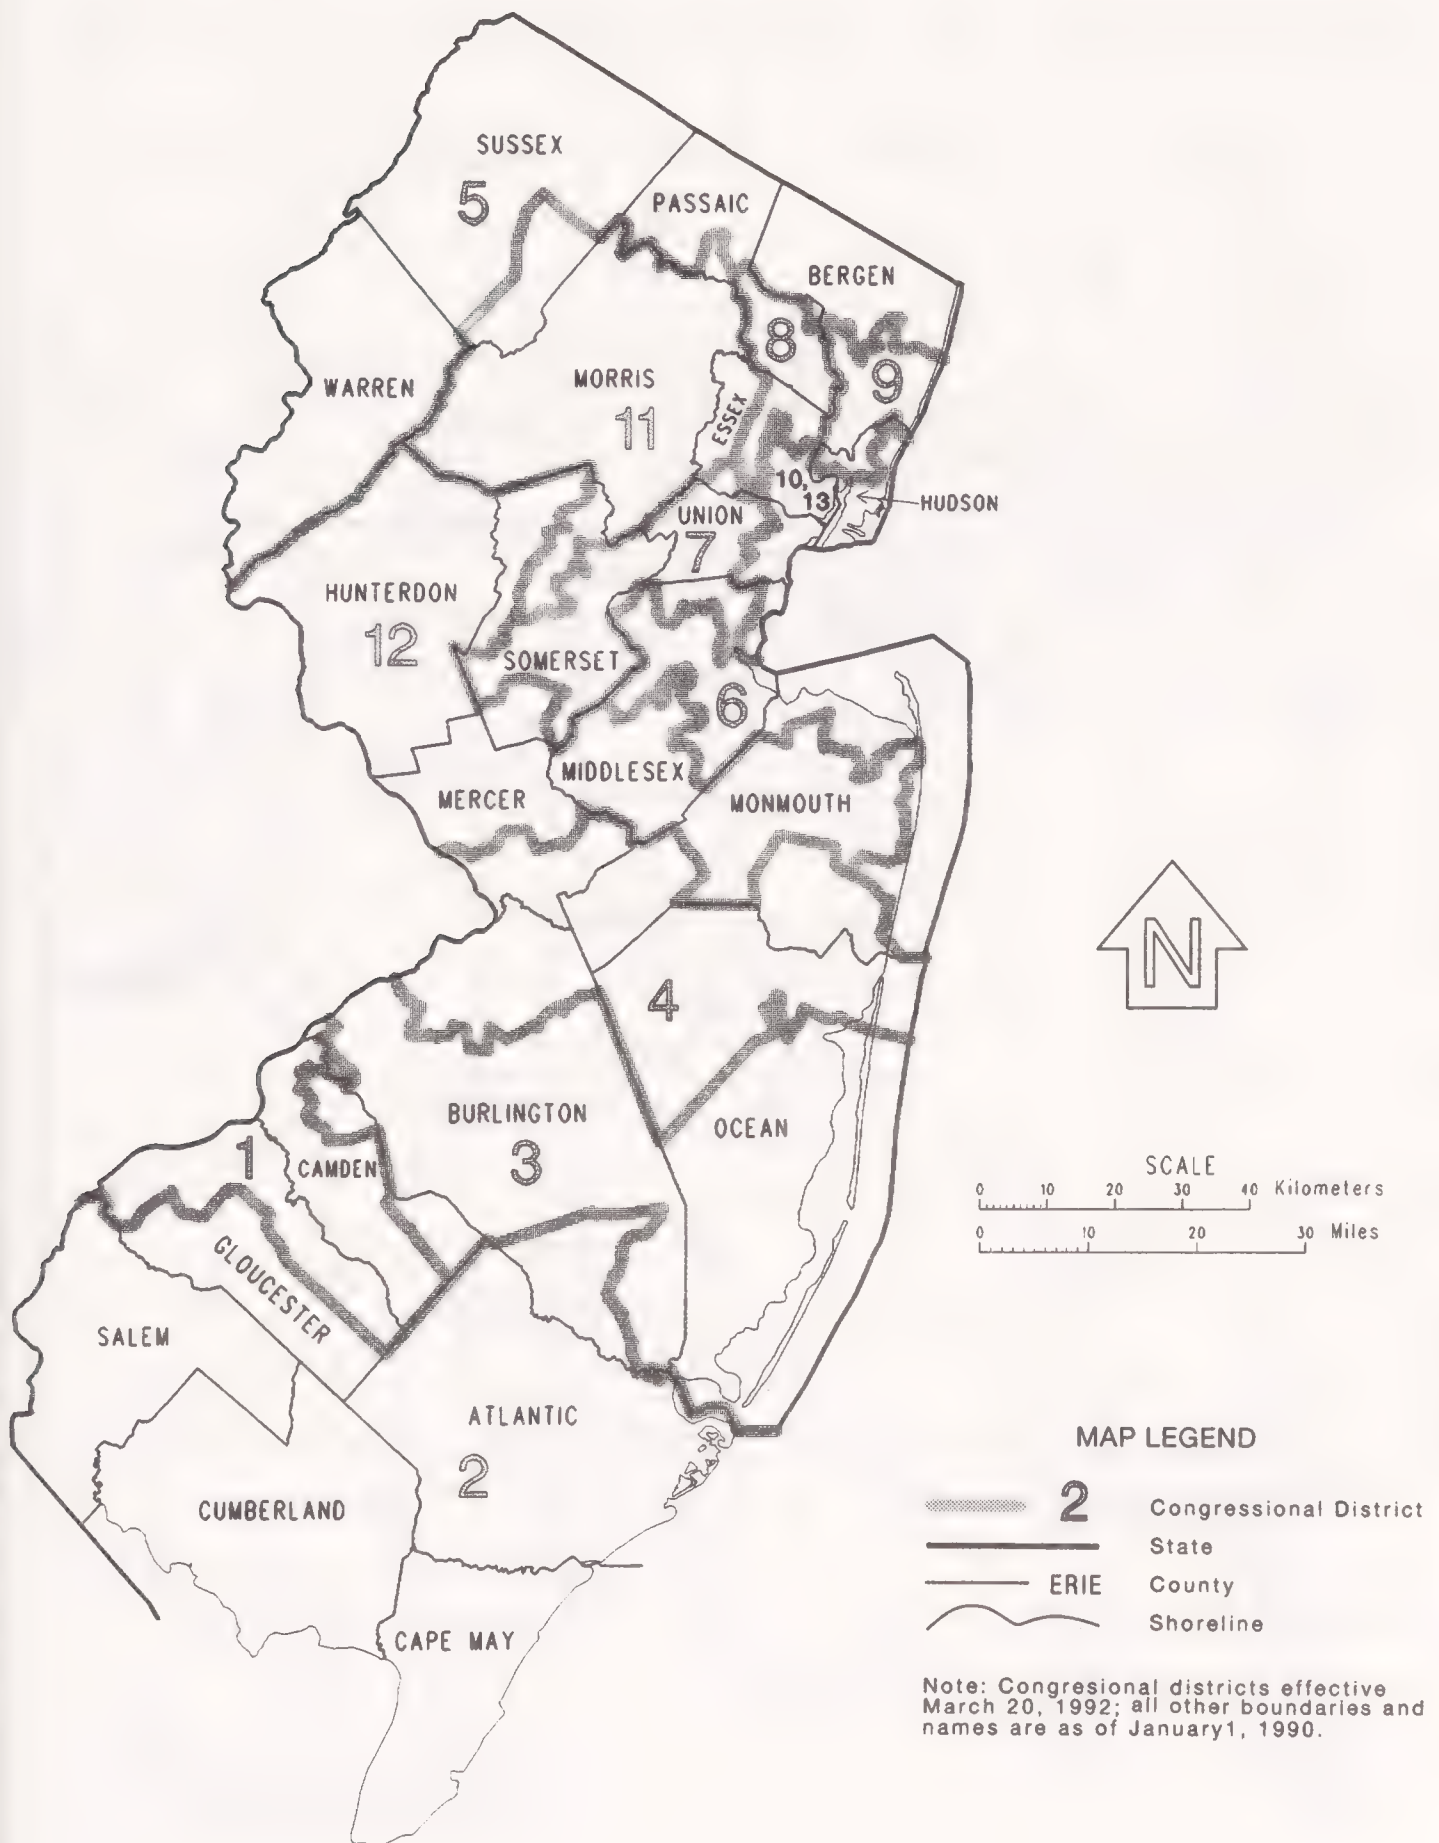 SUSSEX
5
PASSAIC
BERGEN
8
9
WARREN
MORRIS
11
ESSEX
10,
13
HUDSON
UNION
7
HUNTERDON
12
SOMERSET
6
MIDDLESEX
MERCER
MONMOUTH
N
4
BURLINGTON
3
OCEAN
1
CAMDEN
SCALE
0 10 20 30 40 Kilometers
0 10 20 30 Miles
GLOUCESTER
SALEM
ATLANTIC
2
CUMBERLAND
CAPE MAY
MAP LEGEND
2 Congressional District
State
ERIE County
Shoreline
Note: Congresional districts effective
March 20, 1992; all other boundaries and
names are as of January1, 1990.